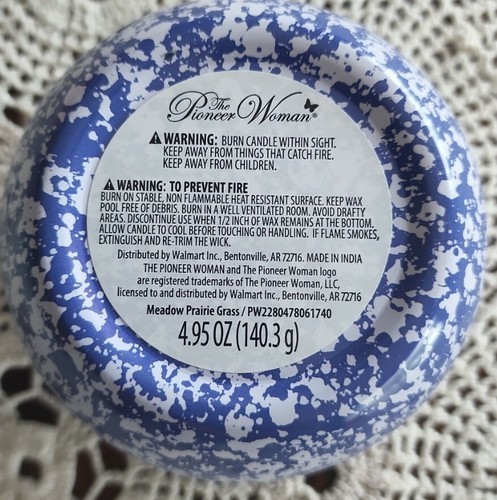 The
Pioneer Woman®
⚠ WARNING: BURN CANDLE WITHIN SIGHT.
KEEP AWAY FROM THINGS THAT CATCH FIRE.
KEEP AWAY FROM CHILDREN.
⚠ WARNING: TO PREVENT FIRE
BURN ON STABLE, NON FLAMMABLE HEAT RESISTANT SURFACE. KEEP WAX
POOL FREE OF DEBRIS. BURN IN A WELL VENTILATED ROOM. AVOID DRAFTY
AREAS. DISCONTINUE USE WHEN 1/2 INCH OF WAX REMAINS AT THE BOTTOM.
ALLOW CANDLE TO COOL BEFORE TOUCHING OR HANDLING. IF FLAME SMOKES,
EXTINGUISH AND RE-TRIM THE WICK.
Distributed by Walmart Inc., Bentonville, AR 72716. MADE IN INDIA
THE PIONEER WOMAN and The Pioneer Woman logo
are registered trademarks of The Pioneer Woman, LLC,
licensed to and distributed by Walmart Inc., Bentonville, AR 72716
Meadow Prairie Grass / PW2280478061740
4.95 OZ (140.3 g)